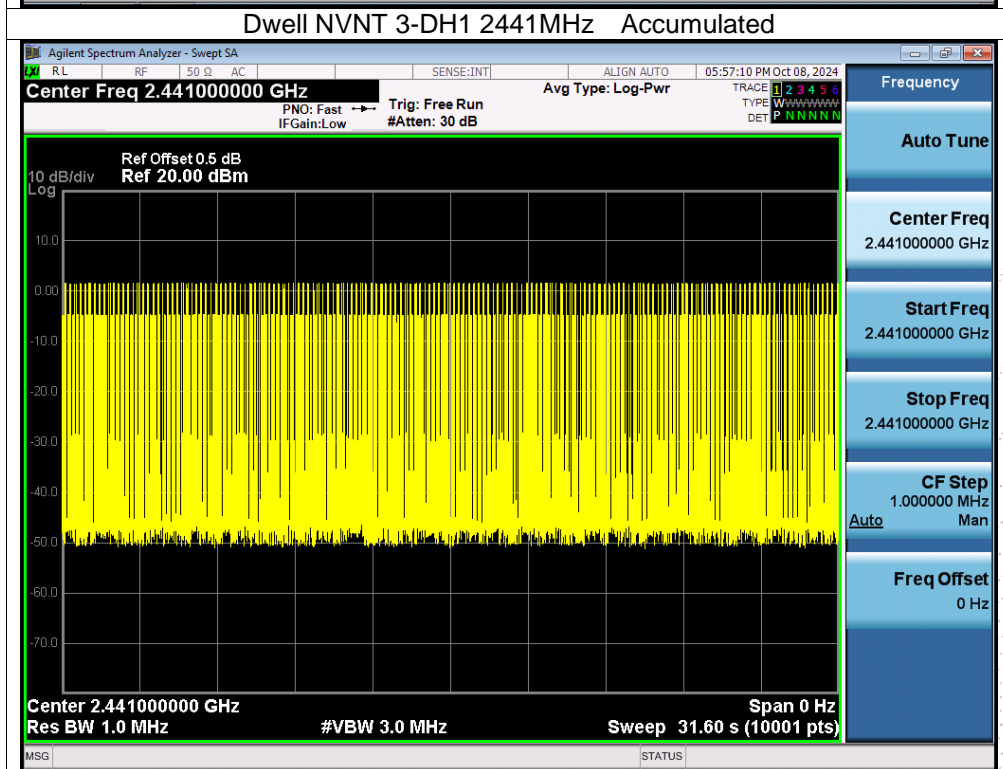 Dwell NVNT 3-DH1 2441MHz Accumulated
Agilent Spectrum Analyzer - Swept SA
LXI RL RF 50 Ω AC SENSE:INT ALIGN AUTO 05:57:10 PM Oct 08, 2024
Center Freq 2.441000000 GHz
PNO: Fast
IFGain:Low
Trig: Free Run
#Atten: 30 dB
Avg Type: Log-Pwr
TRACE 1 2 3 4 5 6
TYPE WWWWWW
DET P N N N N N
Ref Offset 0.5 dB
10 dB/div Ref 20.00 dBm
Log
10.0
0.00
-10.0
-20.0
-30.0
-40.0
-50.0
-60.0
-70.0
Center 2.441000000 GHz Span 0 Hz
Res BW 1.0 MHz #VBW 3.0 MHz Sweep 31.60 s (10001 pts)
MSG STATUS
Frequency
Auto Tune
Center Freq
2.441000000 GHz
Start Freq
2.441000000 GHz
Stop Freq
2.441000000 GHz
CF Step
1.000000 MHz
Auto Man
Freq Offset
0 Hz